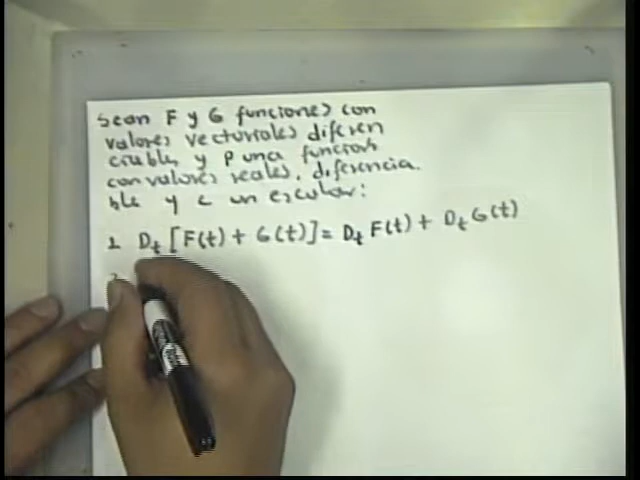 Sean F y G funciones con
valores vectoriales diferen
ciable, y p una función
con valores reales, diferencia.
ble y c un escalar:
1 Dt [F(t) + G(t)] = Dt F(t) + Dt G(t)